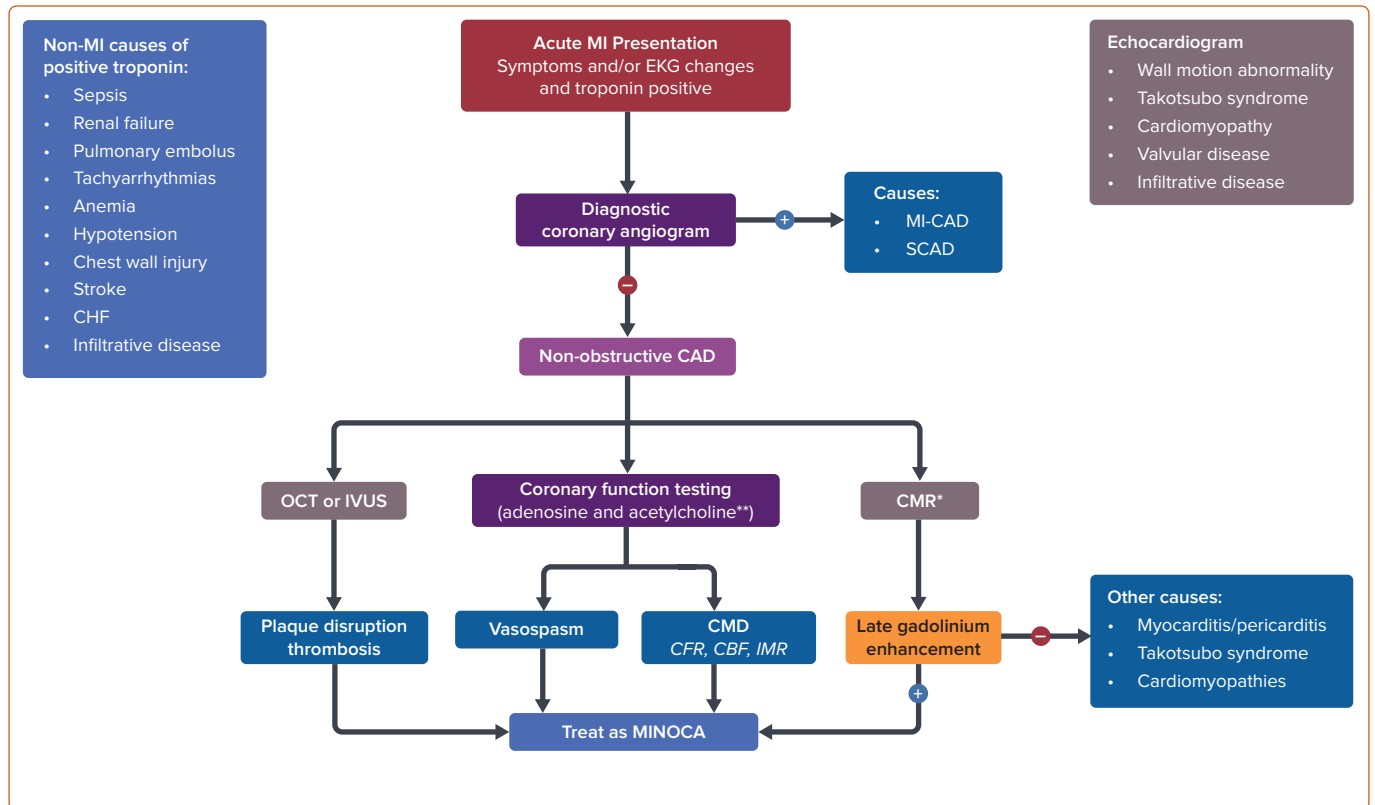 Non-MI causes of
positive troponin:
• Sepsis
• Renal failure
• Pulmonary embolus
• Tachyarrhythmias
• Anemia
• Hypotension
• Chest wall injury
• Stroke
• CHF
• Infiltrative disease
Acute MI Presentation
Symptoms and/or EKG changes
and troponin positive
Echocardiogram
• Wall motion abnormality
• Takotsubo syndrome
• Cardiomyopathy
• Valvular disease
• Infiltrative disease
Diagnostic
coronary angiogram
+
Causes:
• MI-CAD
• SCAD
−
Non-obstructive CAD
OCT or IVUS
Coronary function testing
(adenosine and acetylcholine**)
CMR*
Plaque disruption
thrombosis
Vasospasm
CMD
CFR, CBF, IMR
Late gadolinium
enhancement
−
Other causes:
• Myocarditis/pericarditis
• Takotsubo syndrome
• Cardiomyopathies
+
Treat as MINOCA